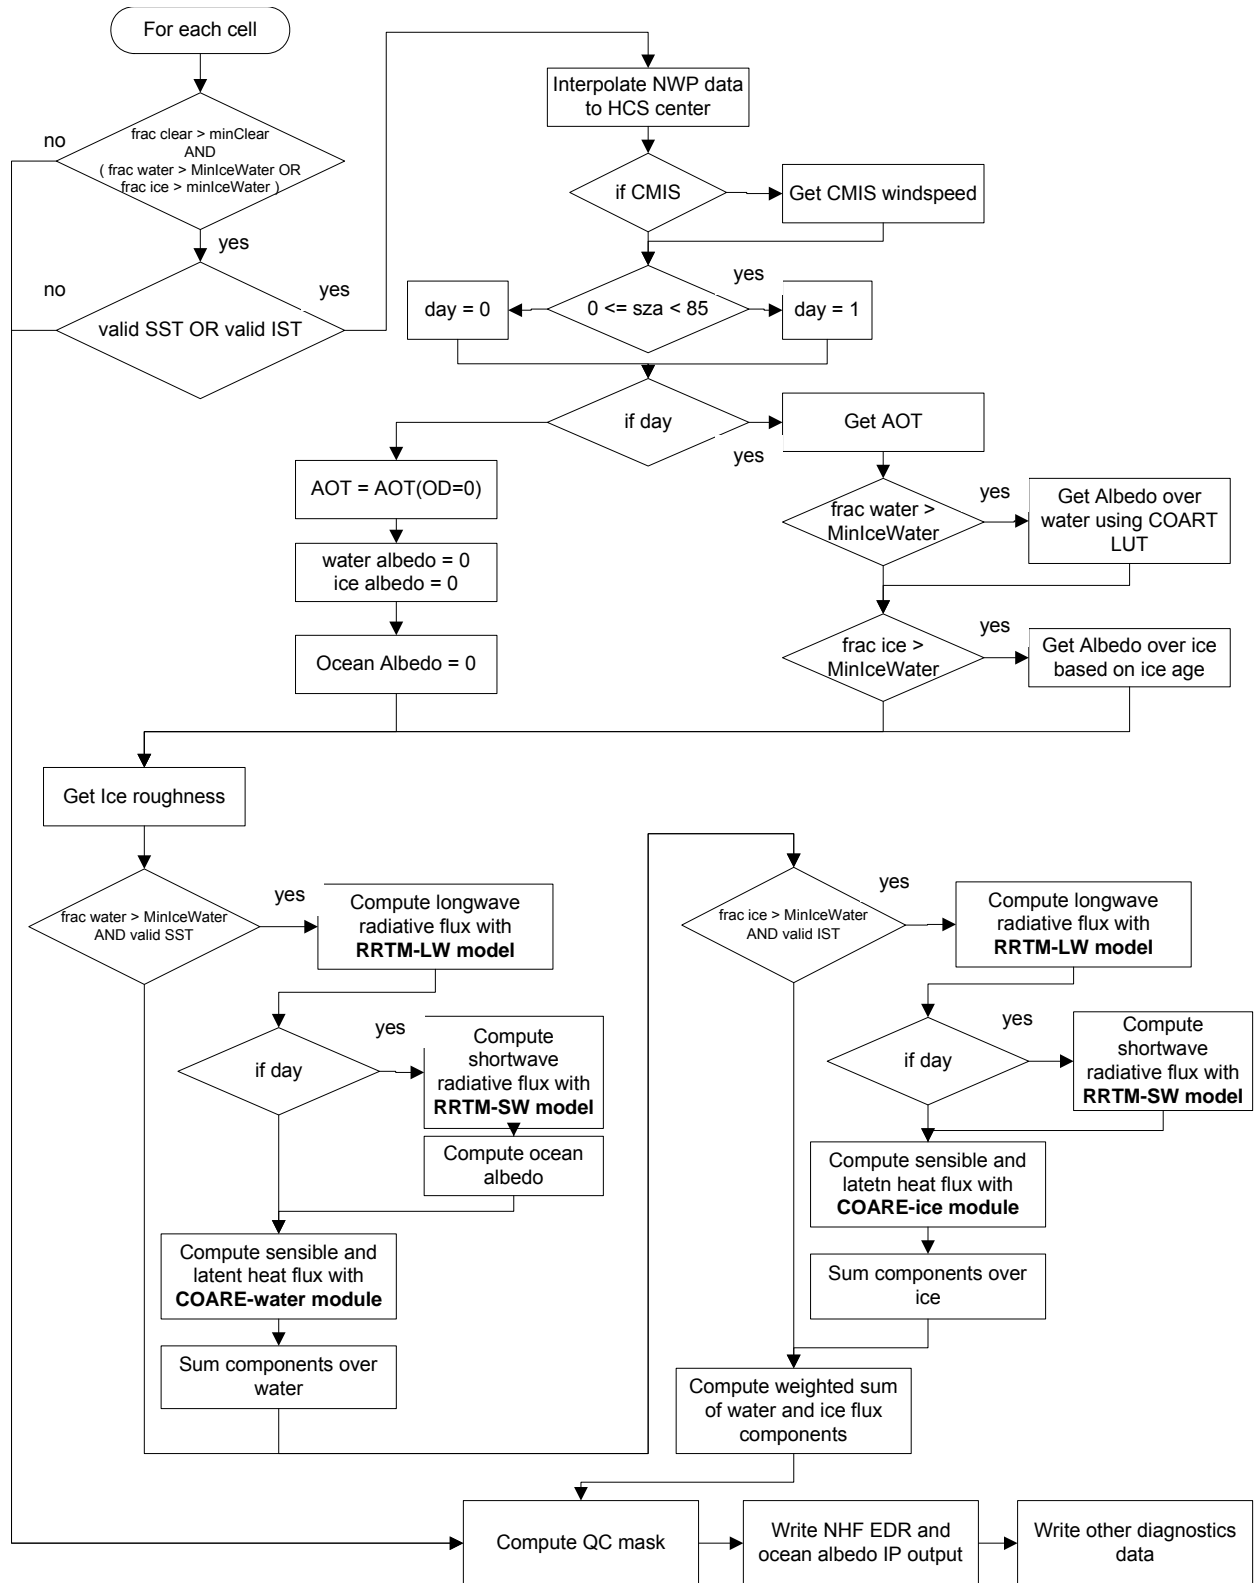 For each cell
no
frac clear > minClear
AND
( frac water > MinIceWater OR
frac ice > minIceWater )
yes
no
yes
valid SST OR valid IST
Interpolate NWP data
to HCS center
if CMIS
Get CMIS windspeed
yes
day = 0
0 <= sza < 85
day = 1
if day
yes
Get AOT
AOT = AOT(OD=0)
water albedo = 0
ice albedo = 0
Ocean Albedo = 0
frac water >
MinIceWater
yes
Get Albedo over
water using COART
LUT
frac ice >
MinIceWater
yes
Get Albedo over ice
based on ice age
Get Ice roughness
frac water > MinIceWater
AND valid SST
yes
Compute longwave
radiative flux with
RRTM-LW model
if day
yes
Compute
shortwave
radiative flux with
RRTM-SW model
Compute ocean
albedo
Compute sensible and
latent heat flux with
COARE-water module
Sum components over
water
frac ice > MinIceWater
AND valid IST
yes
Compute longwave
radiative flux with
RRTM-LW model
if day
yes
Compute
shortwave
radiative flux with
RRTM-SW model
Compute sensible and
latetn heat flux with
COARE-ice module
Sum components over
ice
Compute weighted sum
of water and ice flux
components
Compute QC mask
Write NHF EDR and
ocean albedo IP output
Write other diagnostics
data